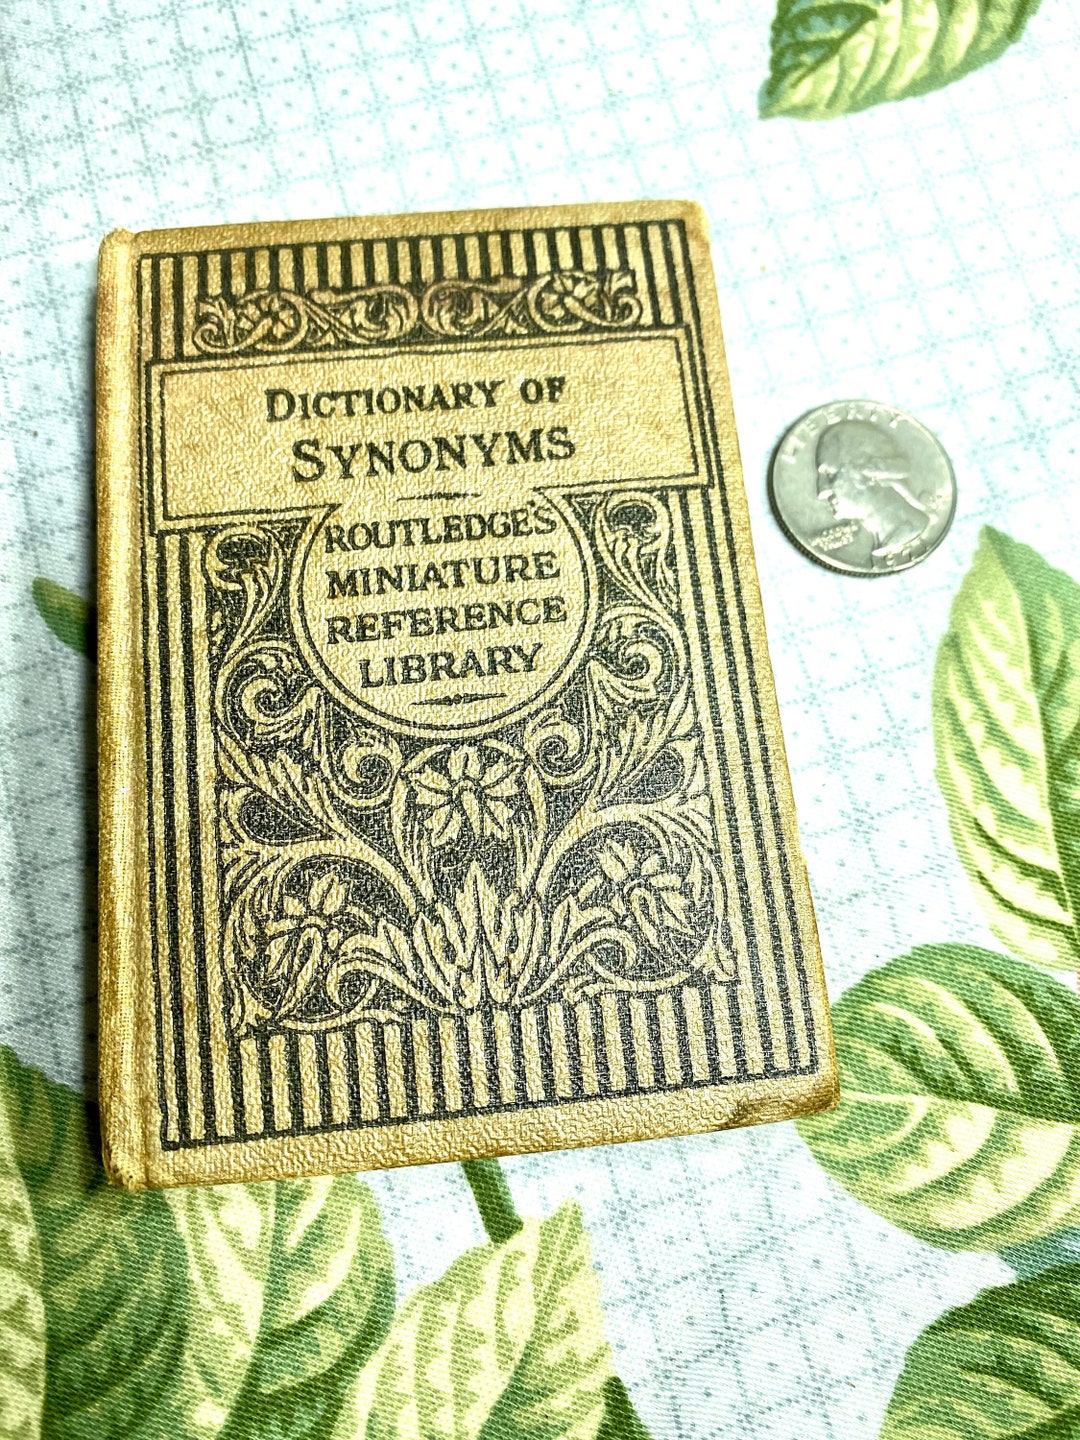 DICTIONARY OF
SYNONYMS
ROUTLEDGE'S
MINIATURE
REFERENCE
LIBRARY
LIBERTY